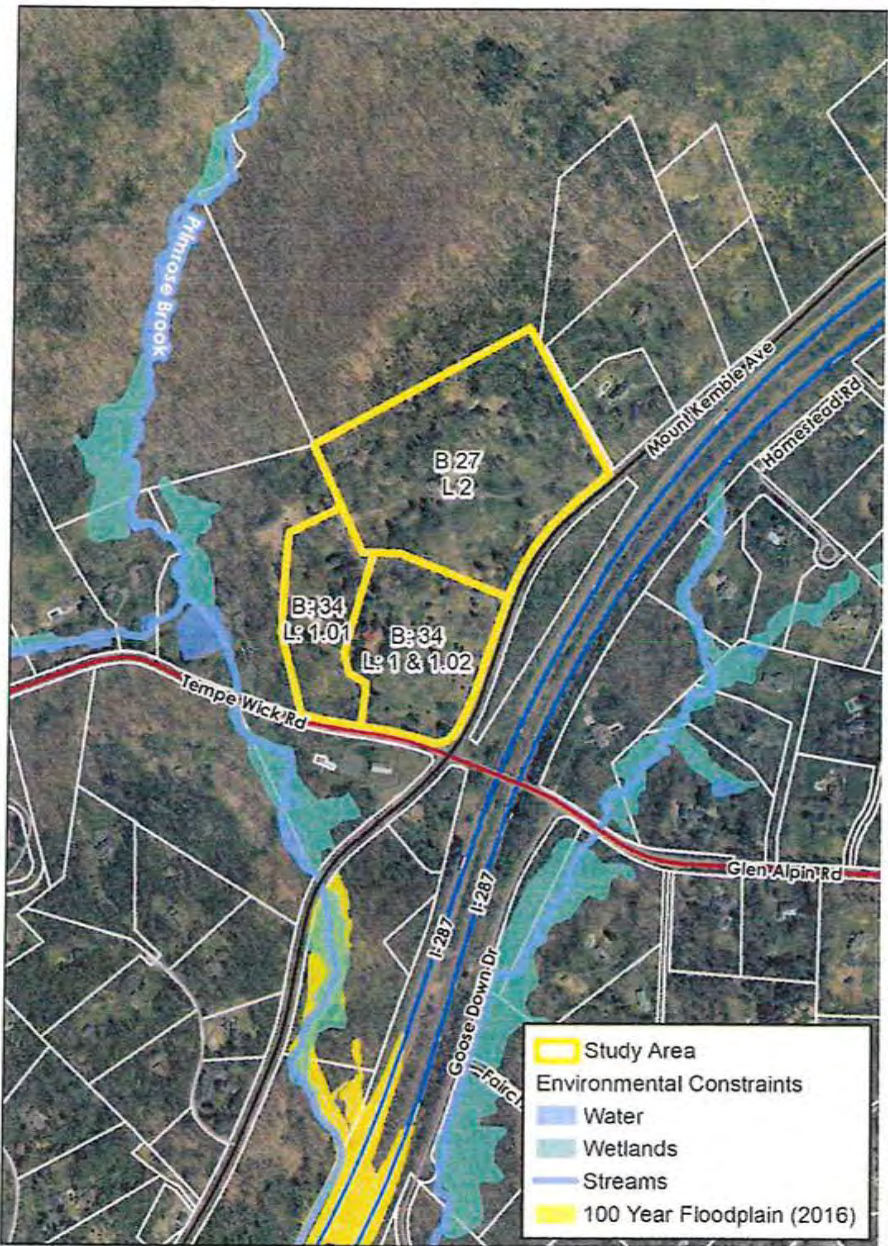 Primrose Brook
B 27
L 2
Mount Kemble Ave
Homestead Rd
B: 34
L: 1.01
B: 34
L: 1 & 1.02
Tempe Wick Rd
Glen Alpin Rd
I-287
I-287
Goose Down Dr
Study Area
Environmental Constraints
Water
Wetlands
Streams
100 Year Floodplain (2016)